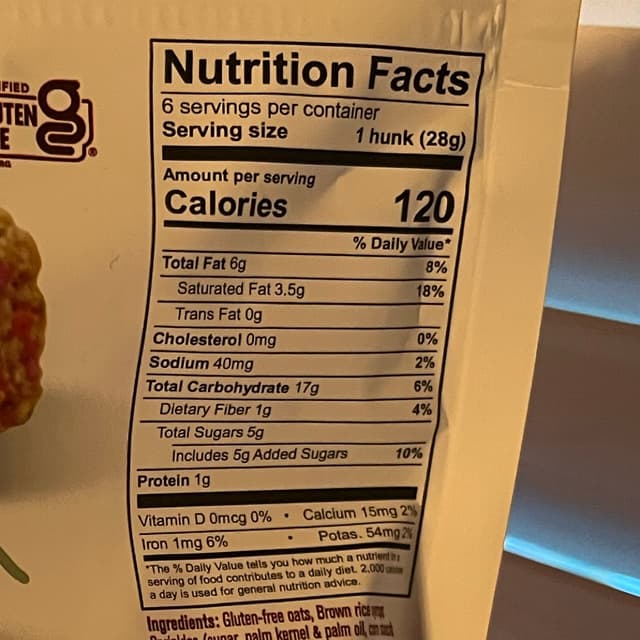 Nutrition Facts
6 servings per container
Serving size 1 hunk (28g)
Amount per serving
Calories 120
% Daily Value*
Total Fat 6g 8%
Saturated Fat 3.5g 18%
Trans Fat 0g
Cholesterol 0mg 0%
Sodium 40mg 2%
Total Carbohydrate 17g 6%
Dietary Fiber 1g 4%
Total Sugars 5g
Includes 5g Added Sugars 10%
Protein 1g
Vitamin D 0mcg 0% • Calcium 15mg 2%
Iron 1mg 6% • Potas. 54mg 2%
*The % Daily Value tells you how much a nutrient in a
serving of food contributes to a daily diet. 2,000 calories
a day is used for general nutrition advice.
Ingredients: Gluten-free oats, Brown rice
palm kernel & palm oil,